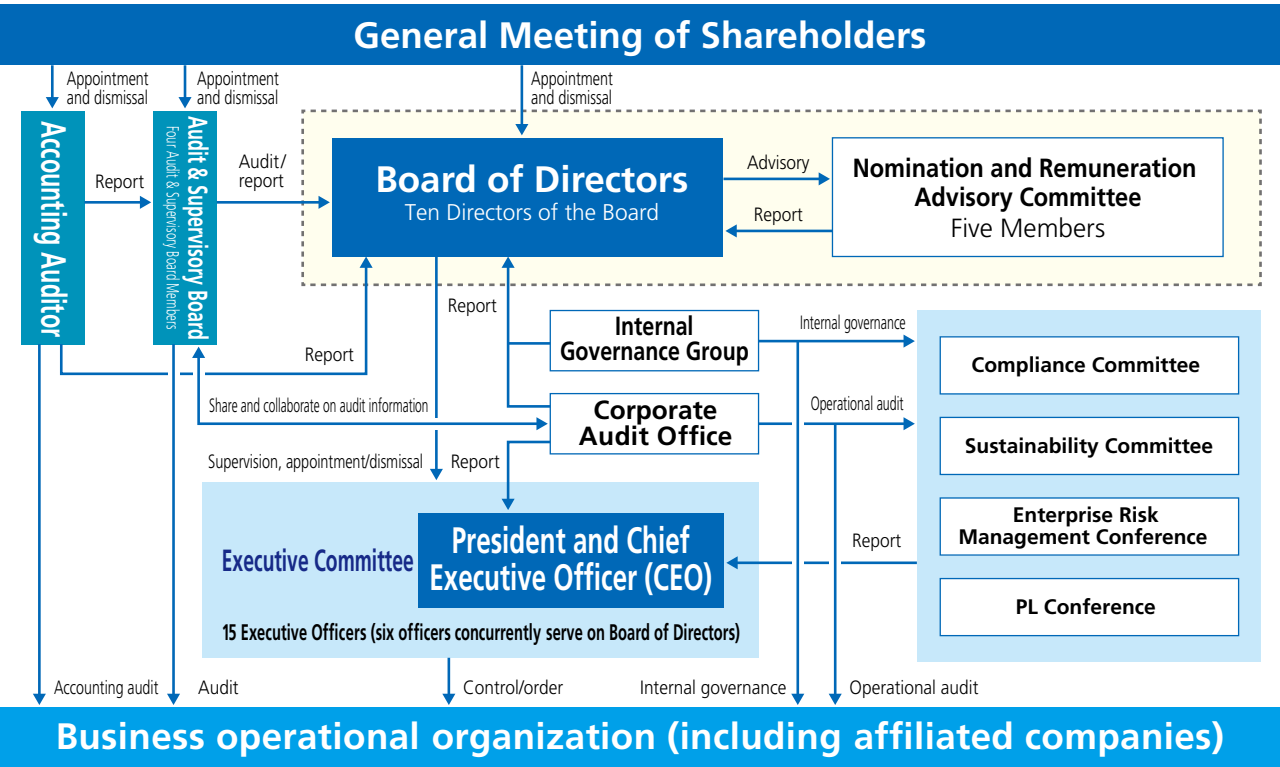 General Meeting of Shareholders
Appointment
and dismissal
Appointment
and dismissal
Appointment
and dismissal
Accounting Auditor
Report
Audit & Supervisory Board
Four Audit & Supervisory Board Members
Audit/
report
Board of Directors
Ten Directors of the Board
Advisory
Report
Nomination and Remuneration
Advisory Committee
Five Members
Report
Report
Internal
Governance Group
Internal governance
Share and collaborate on audit information
Corporate
Audit Office
Operational audit
Compliance Committee
Sustainability Committee
Enterprise Risk
Management Conference
PL Conference
Supervision, appointment/dismissal
Report
Executive Committee
President and Chief
Executive Officer (CEO)
Report
15 Executive Officers (six officers concurrently serve on Board of Directors)
Accounting audit
Audit
Control/order
Internal governance
Operational audit
Business operational organization (including affiliated companies)